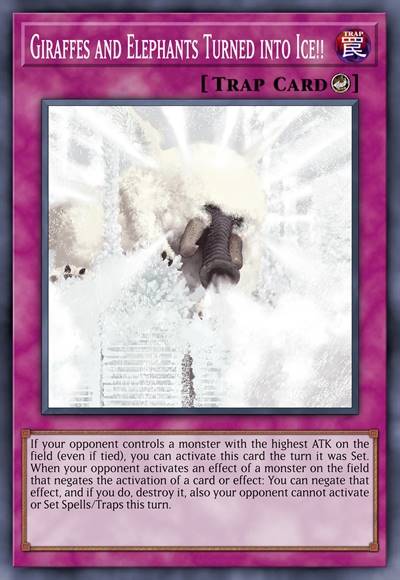 Giraffes and Elephants Turned into Ice!!
TRAP
罠
[Trap Card]
If your opponent controls a monster with the highest ATK on the
field (even if tied), you can activate this card the turn it was Set.
When your opponent activates an effect of a monster on the field
that negates the activation of a card or effect: You can negate that
effect, and if you do, destroy it, also your opponent cannot activate
or Set Spells/Traps this turn.